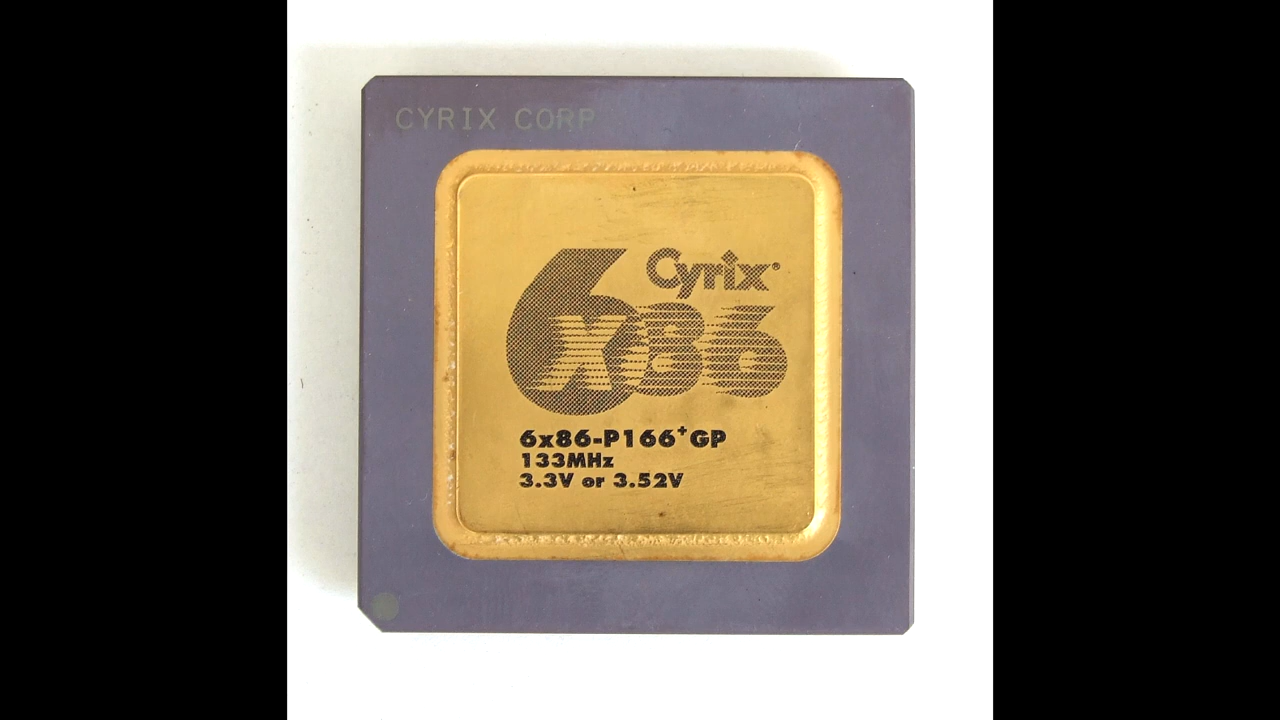 CYRIX CORP
Cyrix®
6x86
6x86-P166+GP
133MHz
3.3V or 3.52V